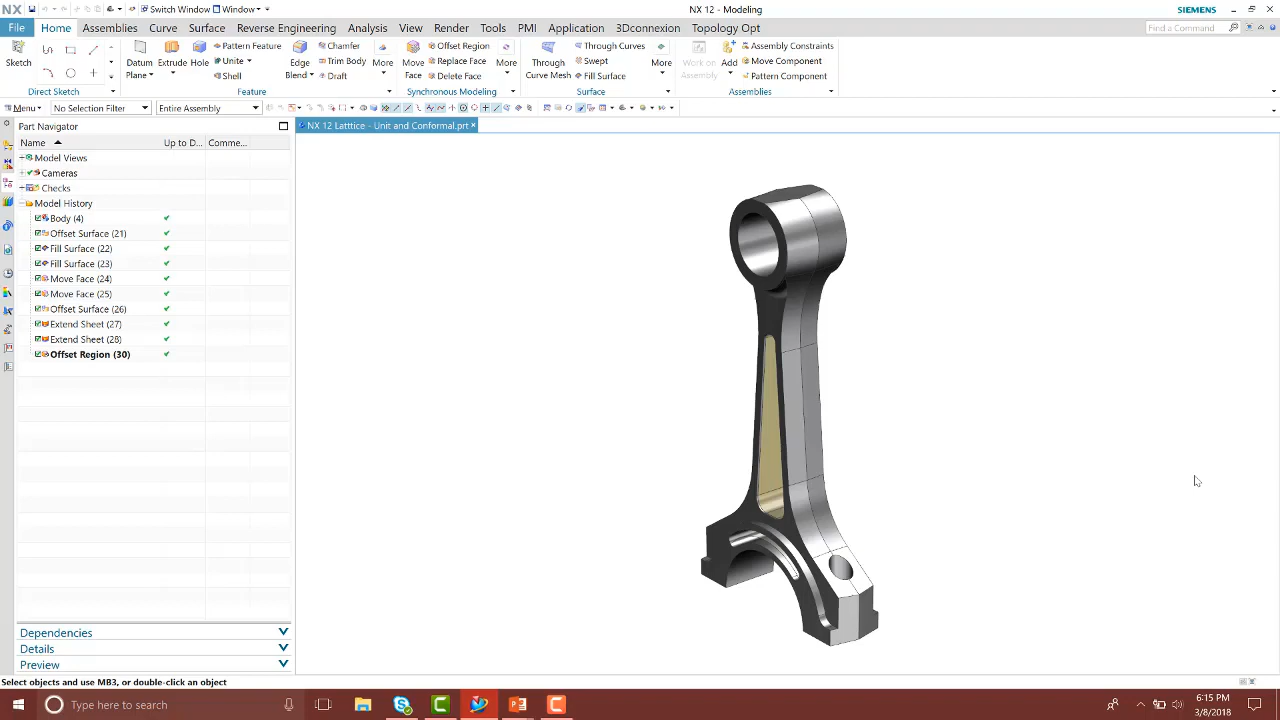 NX
Switch Window
Window
NX 12 - Modeling
SIEMENS
File
Home
Assemblies
Curve
Surface
Reverse Engineering
Analysis
View
Render
Tools
PMI
Application
3Dconnexion
Topology Opt
Find a Command
Sketch
Direct Sketch
Datum
Plane
Extrude
Hole
Pattern Feature
Unite
Shell
Edge
Blend
Chamfer
Trim Body
Draft
More
Feature
Move
Face
Offset Region
Replace Face
Delete Face
More
Synchronous Modeling
Through
Curve Mesh
Through Curves
Swept
Fill Surface
More
Surface
Work on
Assembly
Add
Assembly Constraints
Move Component
Pattern Component
Assemblies
Menu
No Selection Filter
Entire Assembly
Part Navigator
NX 12 Latttice - Unit and Conformal.prt
Name
Up to D...
Comme...
Model Views
Cameras
Checks
Model History
Body (4)
Offset Surface (21)
Fill Surface (22)
Fill Surface (23)
Move Face (24)
Move Face (25)
Offset Surface (26)
Extend Sheet (27)
Extend Sheet (28)
Offset Region (30)
Dependencies
Details
Preview
Select objects and use MB3, or double-click an object
Type here to search
6:15 PM
3/8/2018